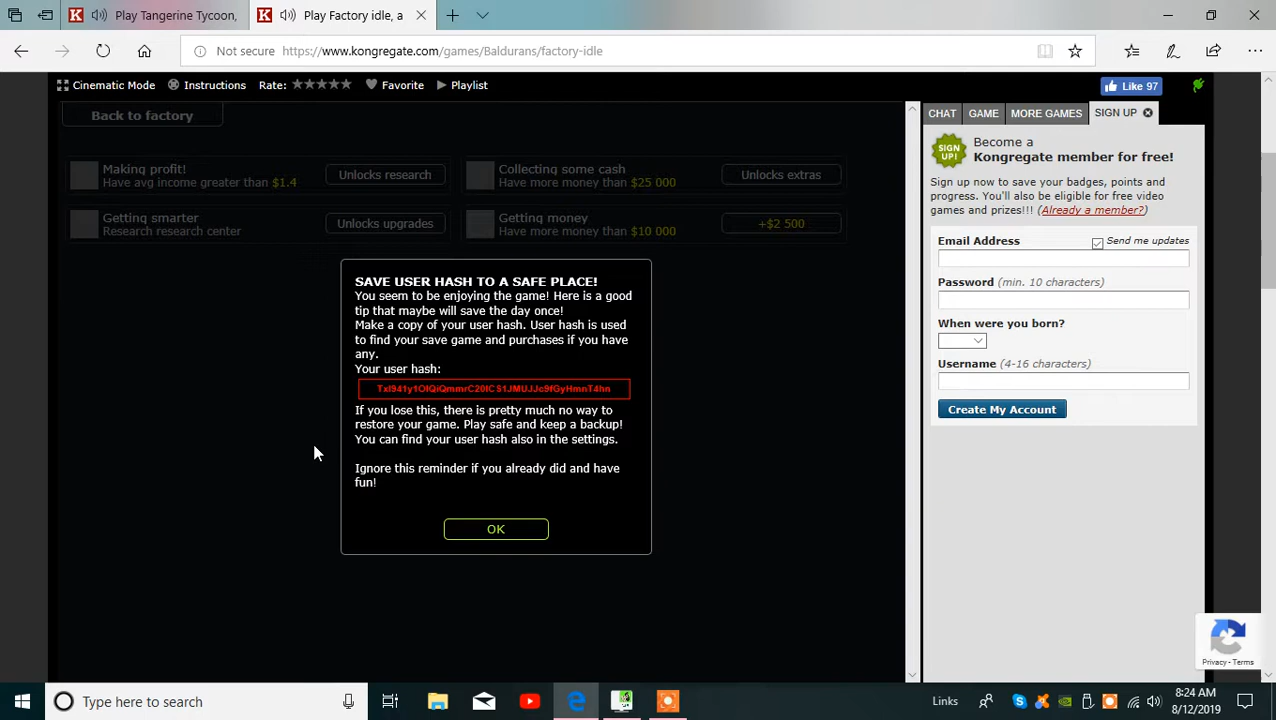 Play Tangerine Tycoon,
Play Factory idle, a
Not secure https://www.kongregate.com/games/Baldurans/factory-idle
Cinematic Mode Instructions Rate: Favorite Playlist
Like 97
Back to factory
CHAT GAME MORE GAMES SIGN UP
Making profit!
Have avg income greater than $1.4
Unlocks research
Collecting some cash
Have more money than $25 000
Unlocks extras
Getting smarter
Research research center
Unlocks upgrades
Getting money
Have more money than $10 000
+$2 500
SAVE USER HASH TO A SAFE PLACE!
You seem to be enjoying the game! Here is a good
tip that maybe will save the day once!
Make a copy of your user hash. User hash is used
to find your save game and purchases if you have
any.
Your user hash:
If you lose this, there is pretty much no way to
restore your game. Play safe and keep a backup!
You can find your user hash also in the settings.
Ignore this reminder if you already did and have
fun!
OK
SIGN
UP!
Become a
Kongregate member for free!
Sign up now to save your badges, points and
progress. You'll also be eligible for free video
games and prizes!!! (Already a member?)
Email Address Send me updates
Password (min. 10 characters)
When were you born?
Username (4-16 characters)
Create My Account
Privacy - Terms
Type here to search
Links
8:24 AM
8/12/2019